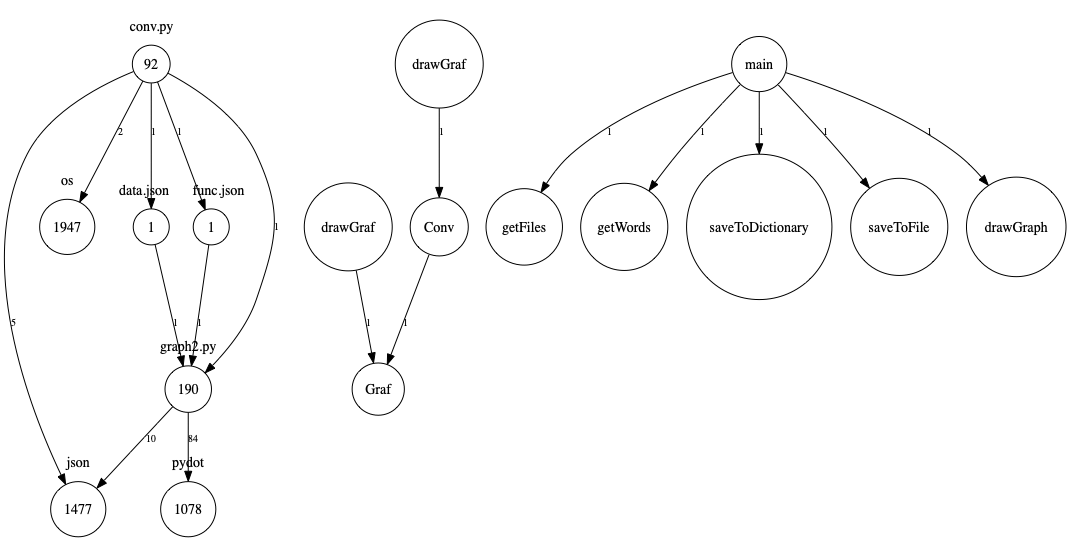 conv.py
92
drawGraf
main
2
1
1
1
1
1
1
1
1
os
data.json
func.json
1947
1
1
1
drawGraf
Conv
getFiles
getWords
saveToDictionary
saveToFile
drawGraph
5
1
1
1
1
graph2.py
190
Graf
10
84
json
pydot
1477
1078